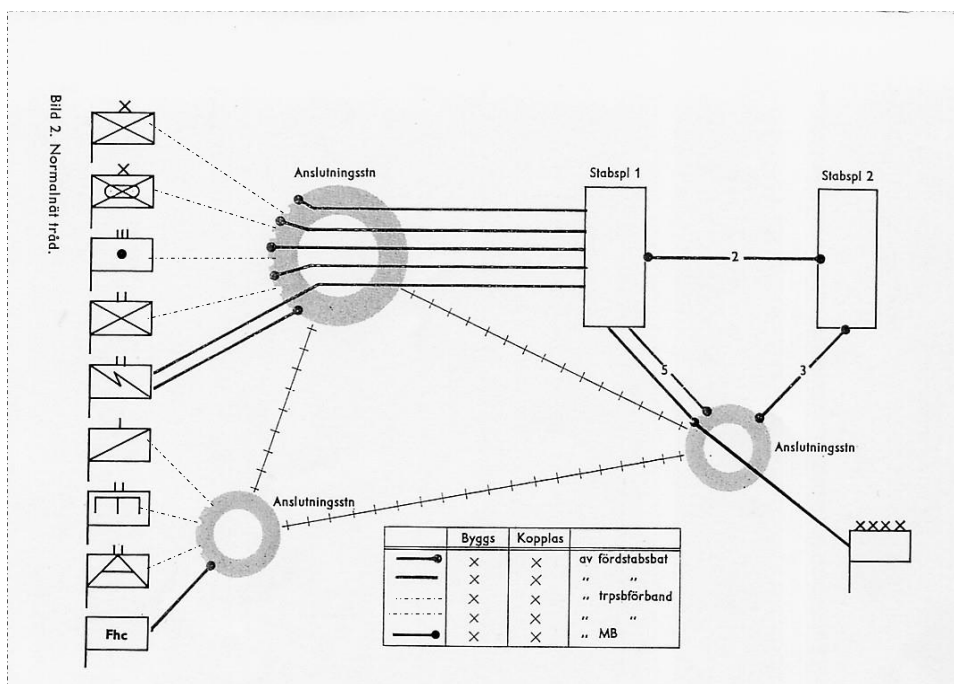 Bild 2. Normalnät tråd.
Anslutningsstn
Stabspl 1
Stabspl 2
2
5
3
Anslutningsstn
Anslutningsstn
Fhc
Byggs Kopplas
× × av fördstabsbat
× × „ „
× × „ trpsbförband
× × „ „
× × „ MB